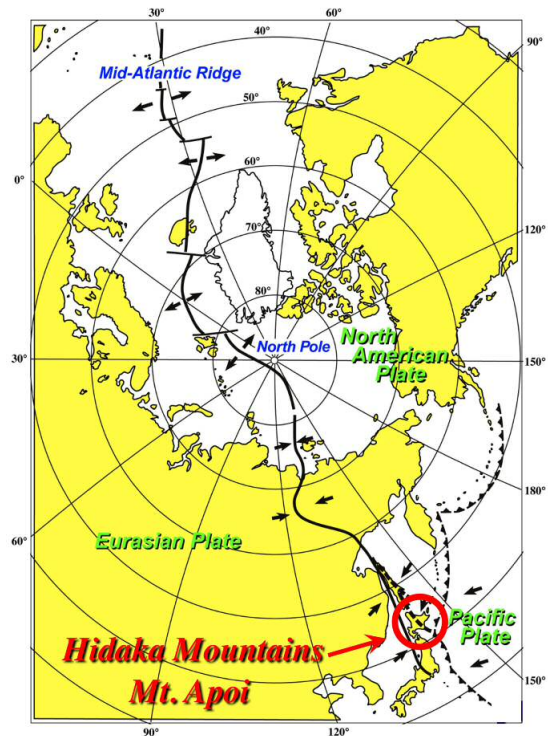 30°
40°
90°
Mid-Atlantic Ridge
50°
60°
0°
70°
120°
80°
North Pole
North
American
Plate
30°
150°
180°
60°
Eurasian Plate
Pacific
Plate
Hidaka Mountains
Mt. Apoi
150°
90°
120°